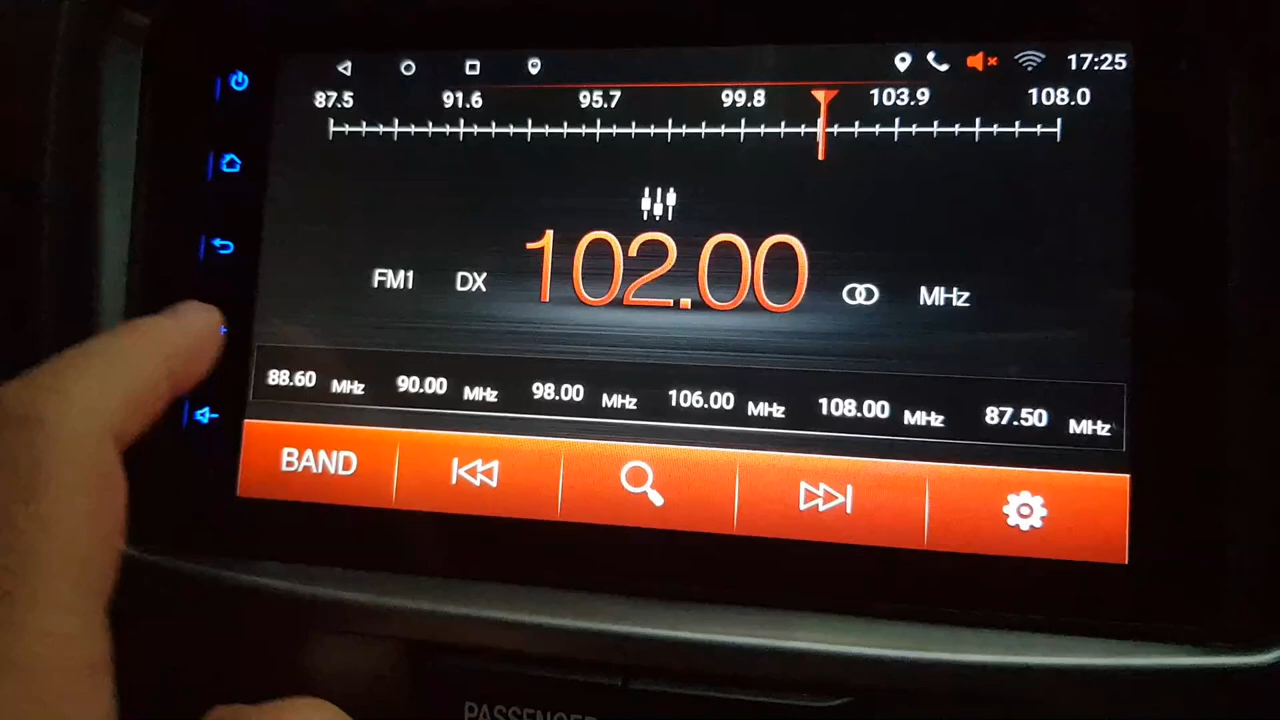 17:25
87.5 91.6 95.7 99.8 103.9 108.0
102.00
FM1 DX MHz
88.60 MHz 90.00 MHz 98.00 MHz 106.00 MHz 108.00 MHz 87.50 MHz
BAND
PASSENGER